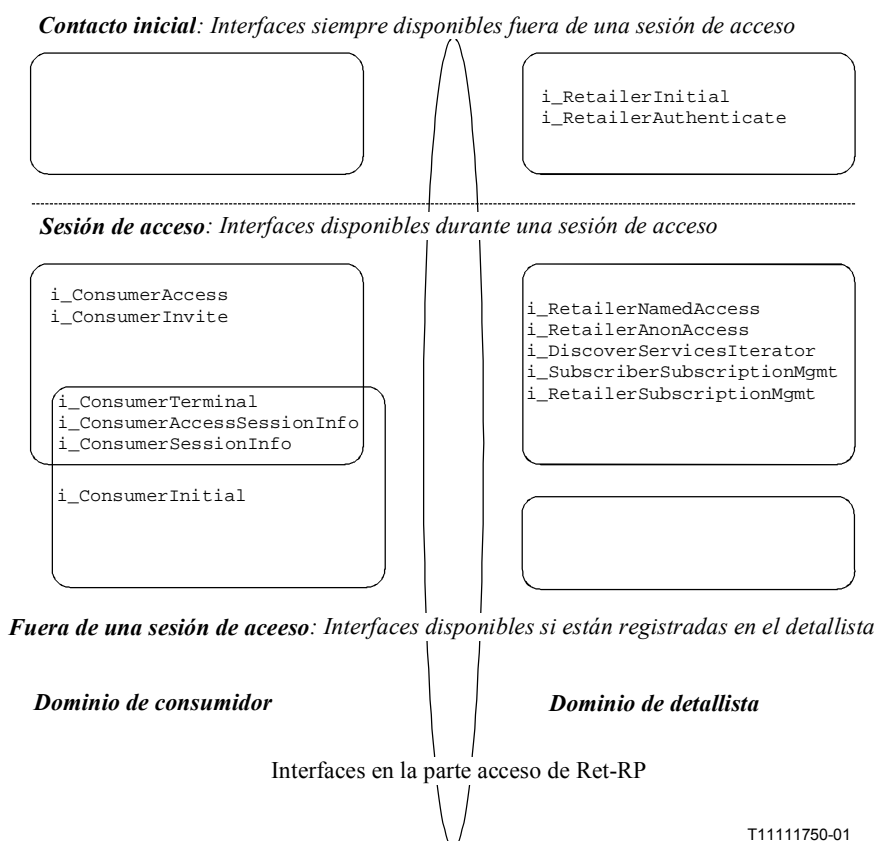 Contacto inicial: Interfaces siempre disponibles fuera de una sesión de acceso
i_RetailerInitial
i_RetailerAuthenticate
Sesión de acceso: Interfaces disponibles durante una sesión de acceso
i_ConsumerAccess
i_ConsumerInvite
i_ConsumerTerminal
i_ConsumerAccessSessionInfo
i_ConsumerSessionInfo
i_ConsumerInitial
i_RetailerNamedAccess
i_RetailerAnonAccess
i_DiscoverServicesIterator
i_SubscriberSubscriptionMgmt
i_RetailerSubscriptionMgmt
Fuera de una sesión de aceeso: Interfaces disponibles si están registradas en el detallista
Dominio de consumidor
Dominio de detallista
Interfaces en la parte acceso de Ret-RP
T11111750-01